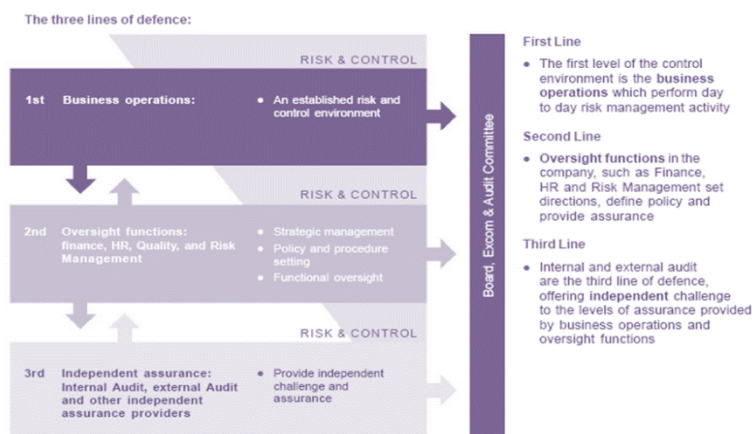 The three lines of defence:
RISK & CONTROL
1st Business operations:
• An established risk and
control environment
RISK & CONTROL
2nd Oversight functions:
finance, HR, Quality, and Risk
Management
• Strategic management
• Policy and procedure
setting
• Functional oversight
RISK & CONTROL
3rd Independent assurance:
Internal Audit, external Audit
and other independent
assurance providers
• Provide independent
challenge and
assurance
Board, Excom & Audit Committee
First Line
• The first level of the control
environment is the business
operations which perform day
to day risk management activity
Second Line
• Oversight functions in the
company, such as Finance,
HR and Risk Management set
directions, define policy and
provide assurance
Third Line
• Internal and external audit
are the third line of defence,
offering independent challenge
to the levels of assurance provided
by business operations and
oversight functions